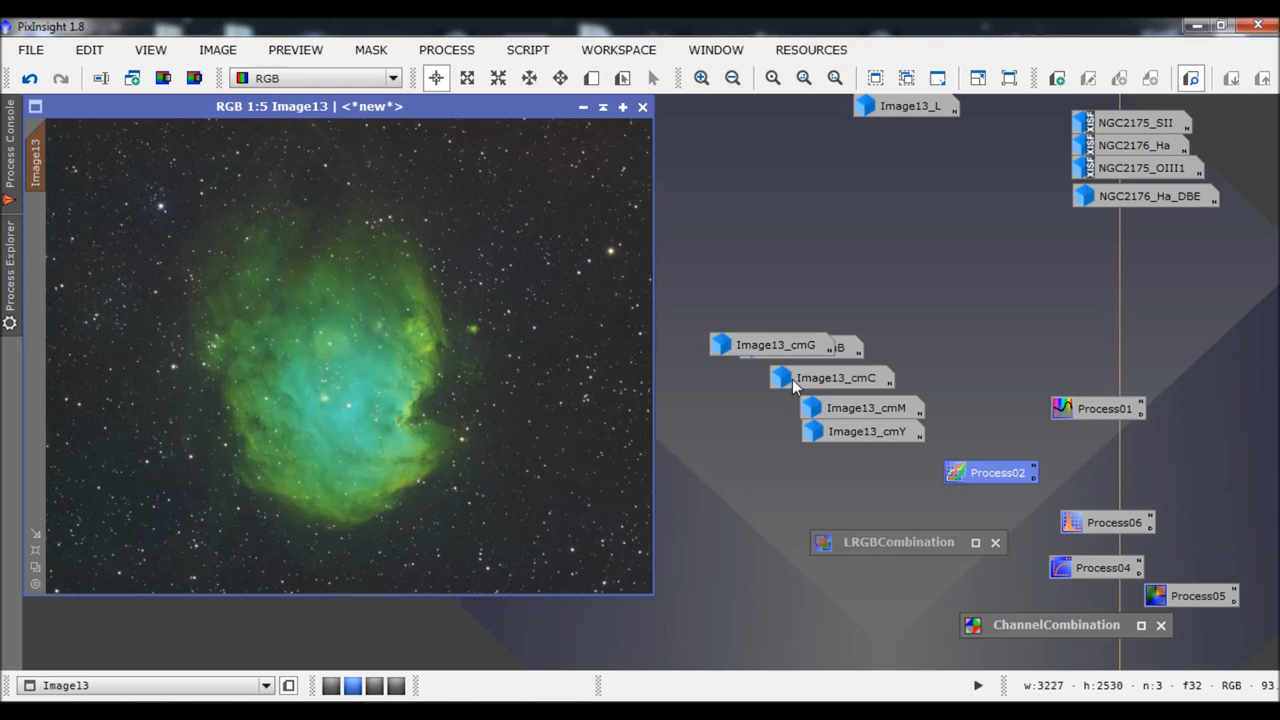 PixInsight 1.8
FILE EDIT VIEW IMAGE PREVIEW MASK PROCESS SCRIPT WORKSPACE WINDOW RESOURCES
RGB
RGB 1:5 Image13 | <*new*>
Process Console
Process Explorer
Image13
Image13_L
NGC2175_SII
NGC2176_Ha
NGC2175_OIII1
NGC2176_Ha_DBE
Image13_cmG
Image13_cmC
Image13_cmM
Image13_cmY
Process01
Process02
LRGBCombination
Process06
Process04
Process05
ChannelCombination
Image13
w:3227 · h:2530 · n:3 · f32 · RGB · 93